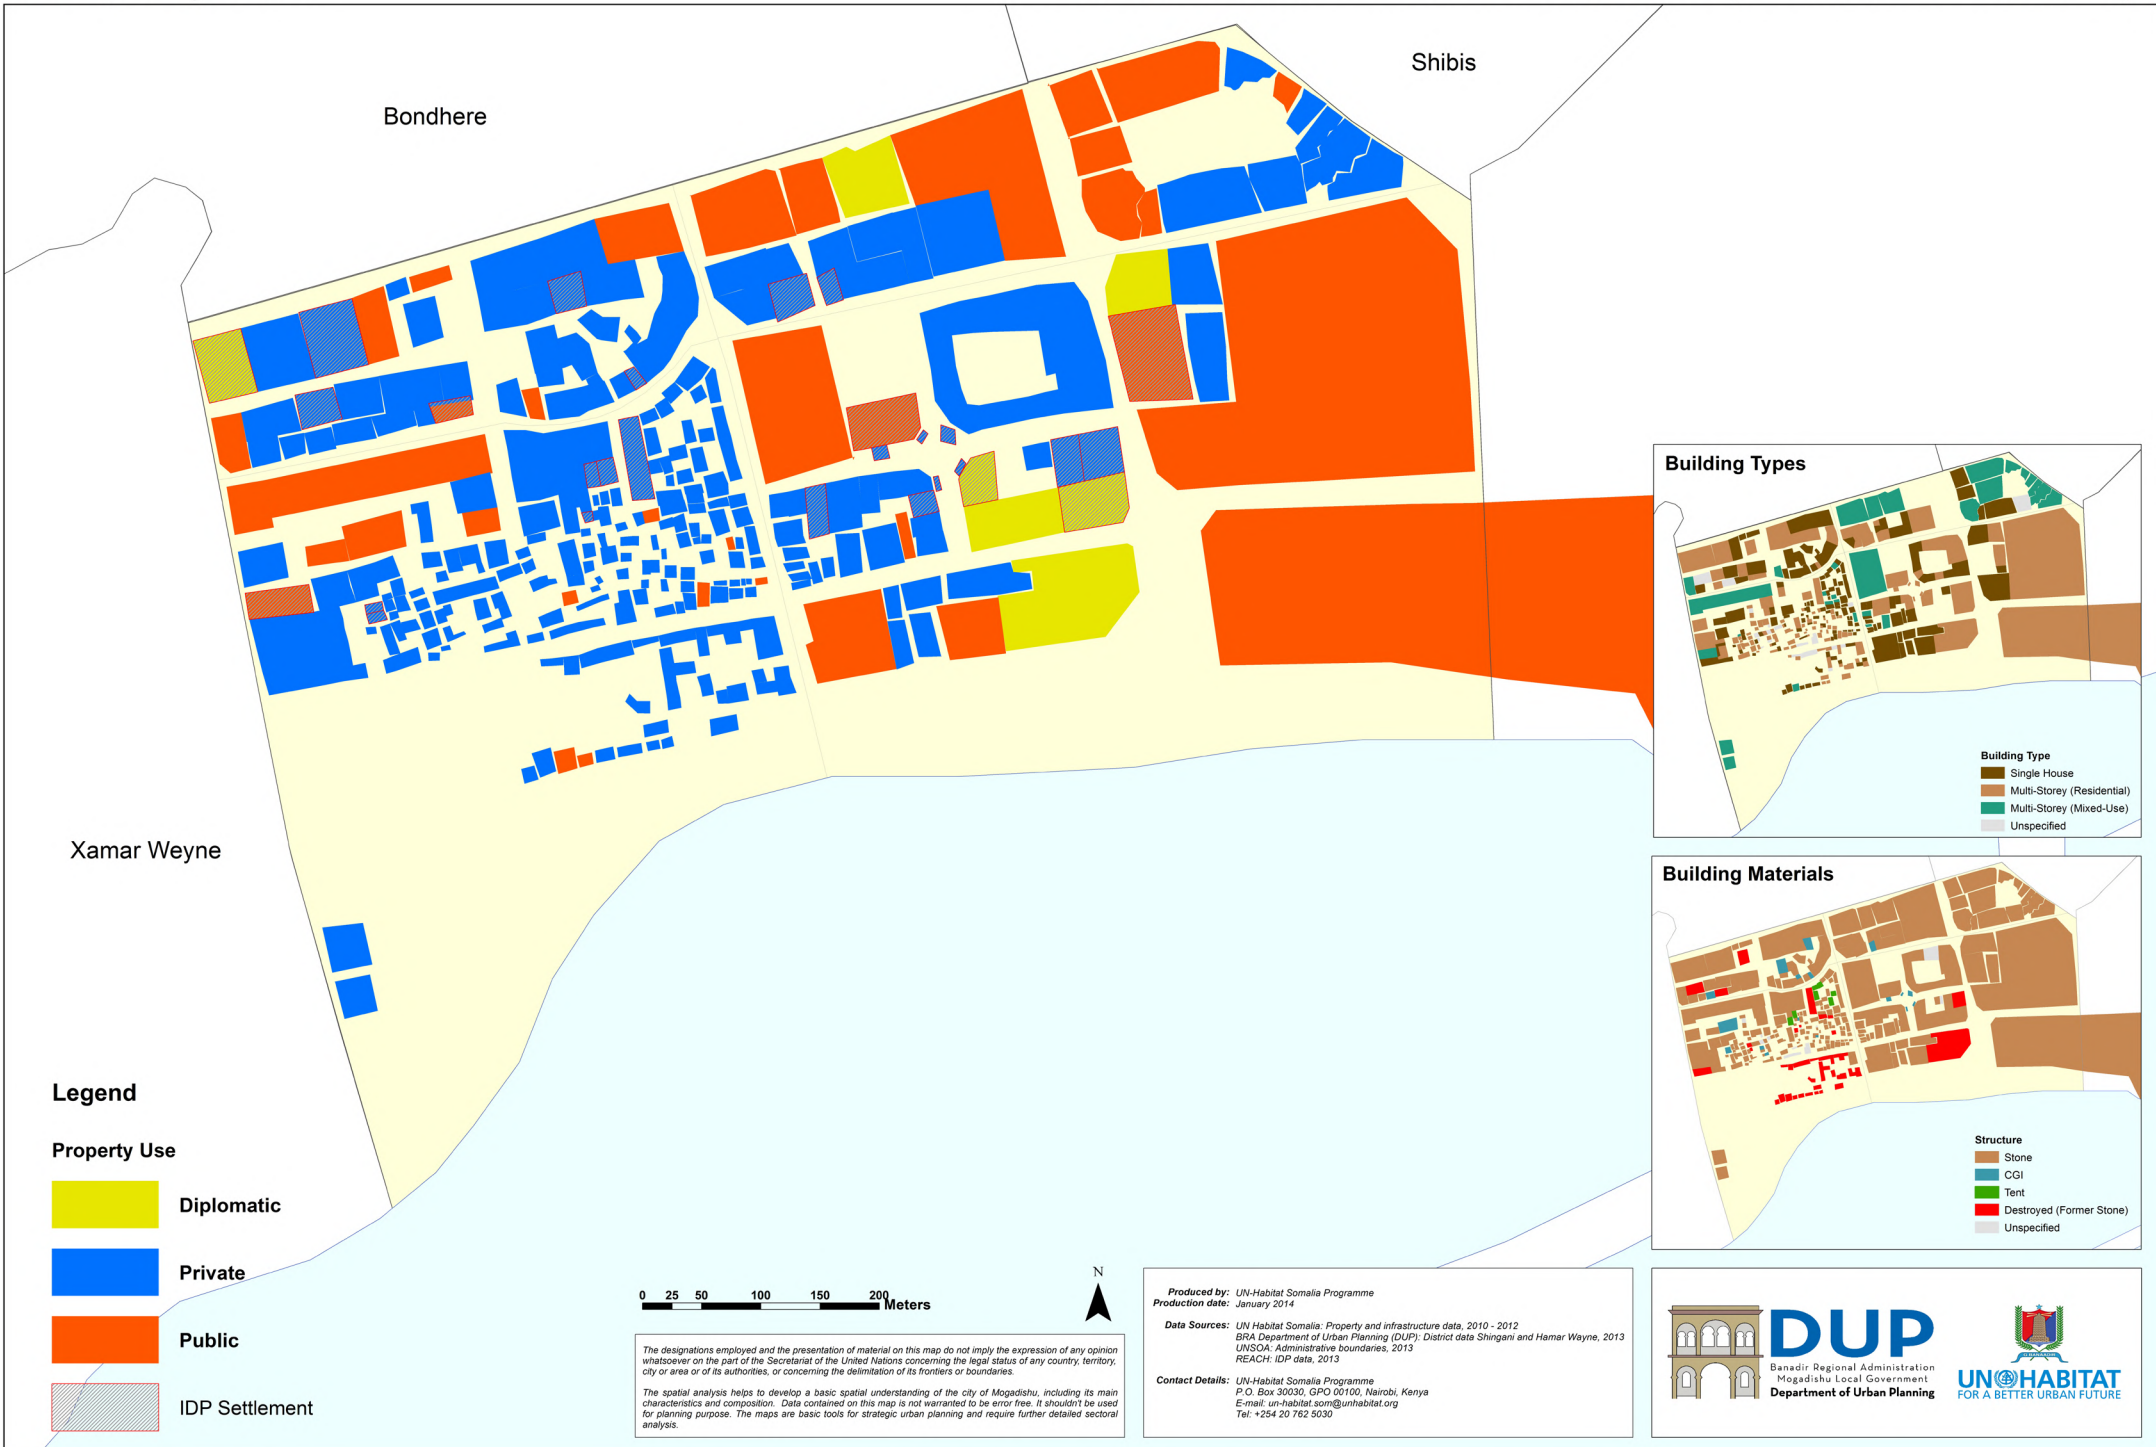 Bondhere
Shibis
Xamar Weyne
Legend
Property Use
Diplomatic
Private
Public
IDP Settlement
0 25 50 100 150 200
Meters
N
The designations employed and the presentation of material on this map do not imply the expression of any opinion
whatsoever on the part of the Secretariat of the United Nations concerning the legal status of any country, territory,
city or area or of its authorities, or concerning the delimitation of its frontiers or boundaries.
The spatial analysis helps to develop a basic spatial understanding of the city of Mogadishu, including its main
characteristics and composition. Data contained on this map is not warranted to be error free. It shouldn't be used
for planning purpose. The maps are basic tools for strategic urban planning and require further detailed sectoral
analysis.
Produced by: UN-Habitat Somalia Programme
Production date: January 2014
Data Sources: UN Habitat Somalia: Property and infrastructure data, 2010 - 2012
BRA Department of Urban Planning (DUP): District data Shingani and Hamar Wayne, 2013
UNSOA: Administrative boundaries, 2013
REACH: IDP data, 2013
Contact Details: UN-Habitat Somalia Programme
P.O. Box 30030, GPO 00100, Nairobi, Kenya
E-mail: un-habitat.som@unhabitat.org
Tel: +254 20 762 5030
Building Types
Building Type
Single House
Multi-Storey (Residential)
Multi-Storey (Mixed-Use)
Unspecified
Building Materials
Structure
Stone
CGI
Tent
Destroyed (Former Stone)
Unspecified
DUP
Banadir Regional Administration
Mogadishu Local Government
Department of Urban Planning
UN HABITAT
FOR A BETTER URBAN FUTURE